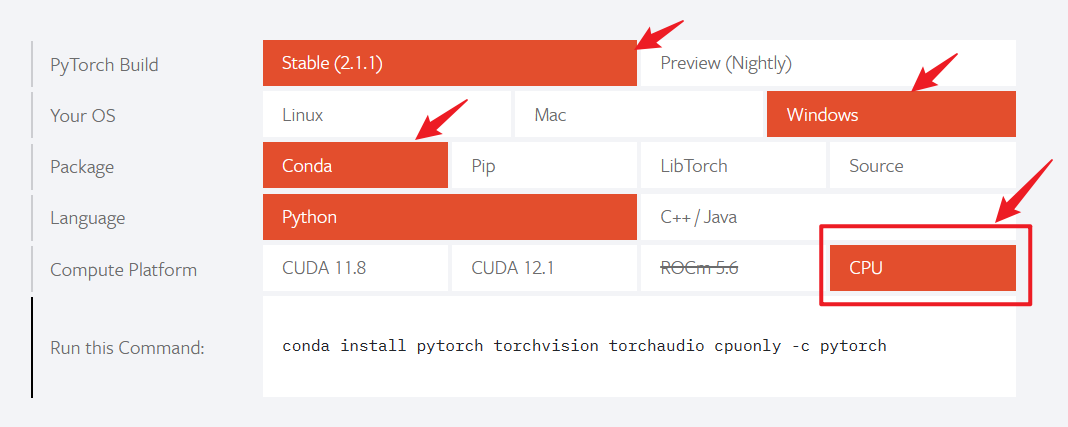 PyTorch Build Stable (2.1.1) Preview (Nightly)
Your OS Linux Mac Windows
Package Conda Pip LibTorch Source
Language Python C++ / Java
Compute Platform CUDA 11.8 CUDA 12.1 ROCm 5.6 CPU
Run this Command: conda install pytorch torchvision torchaudio cpuonly -c pytorch